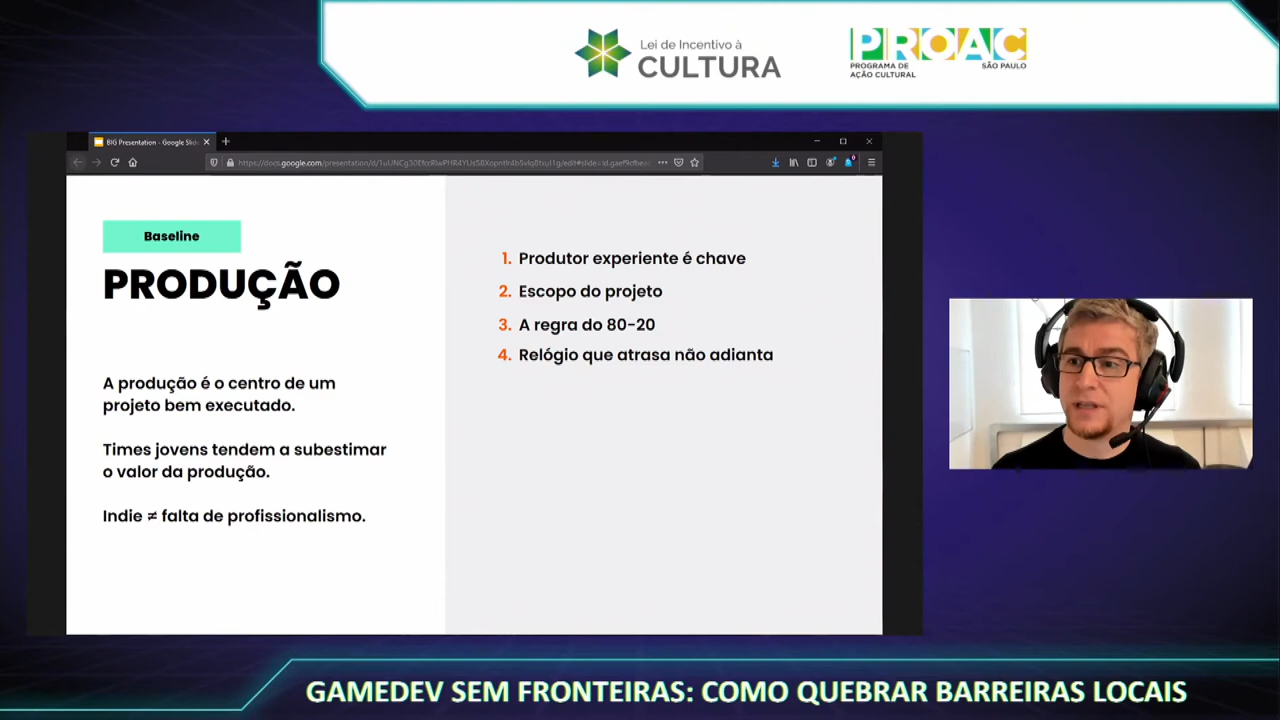 Lei de Incentivo à
CULTURA
PROAC
PROGRAMA DE
AÇÃO CULTURAL
SÃO PAULO
BIG Presentation - Google Slid
Baseline
PRODUÇÃO
A produção é o centro de um
projeto bem executado.
Times jovens tendem a subestimar
o valor da produção.
Indie ≠ falta de profissionalismo.
1. Produtor experiente é chave
2. Escopo do projeto
3. A regra do 80-20
4. Relógio que atrasa não adianta
GAMEDEV SEM FRONTEIRAS: COMO QUEBRAR BARREIRAS LOCAIS